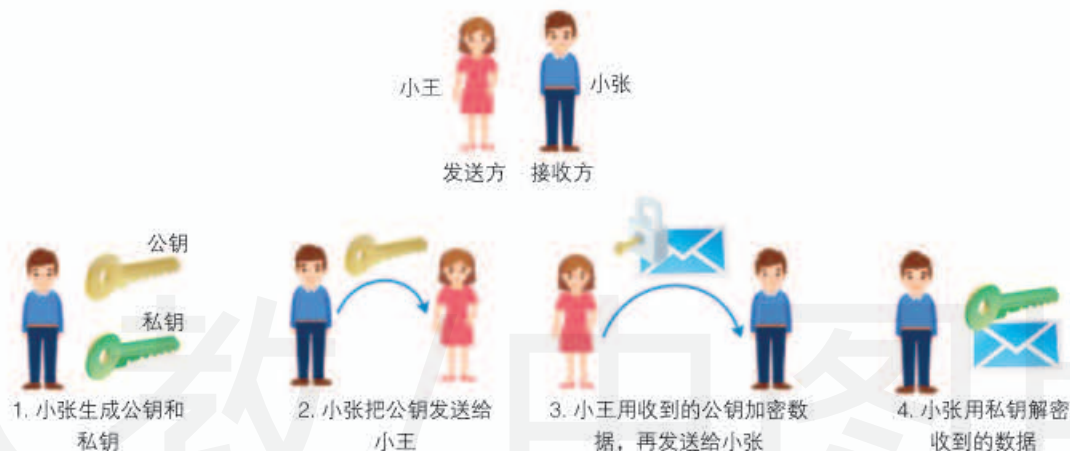 小王
小张
发送方
接收方
公钥
私钥
1. 小张生成公钥和
私钥
2. 小张把公钥发送给
小王
3. 小王用收到的公钥加密数
据，再发送给小张
4. 小张用私钥解密
收到的数据